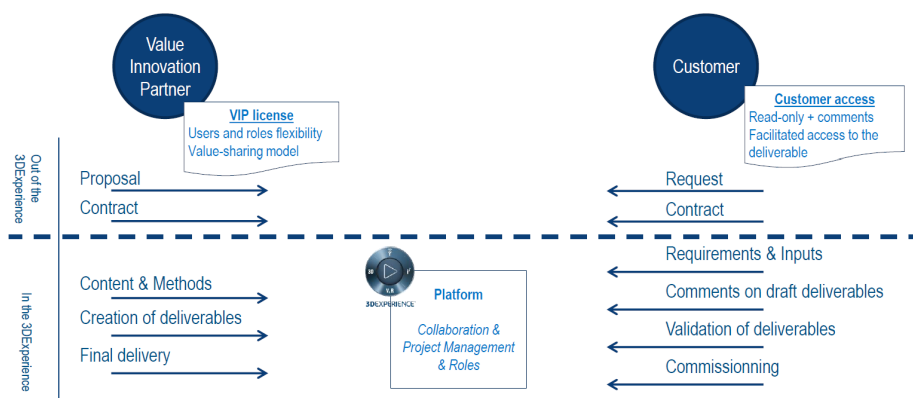 Value
Innovation
Partner
Customer
VIP license
Users and roles flexibility
Value-sharing model
Customer access
Read-only + comments
Facilitated access to the
deliverable
Out of the
3DExperience
Proposal
Contract
Request
Contract
In the 3DExperience
Content & Methods
Creation of deliverables
Final delivery
3D
V.R
3DEXPERIENCE
Platform
Collaboration &
Project Management
& Roles
Requirements & Inputs
Comments on draft deliverables
Validation of deliverables
Commissionning